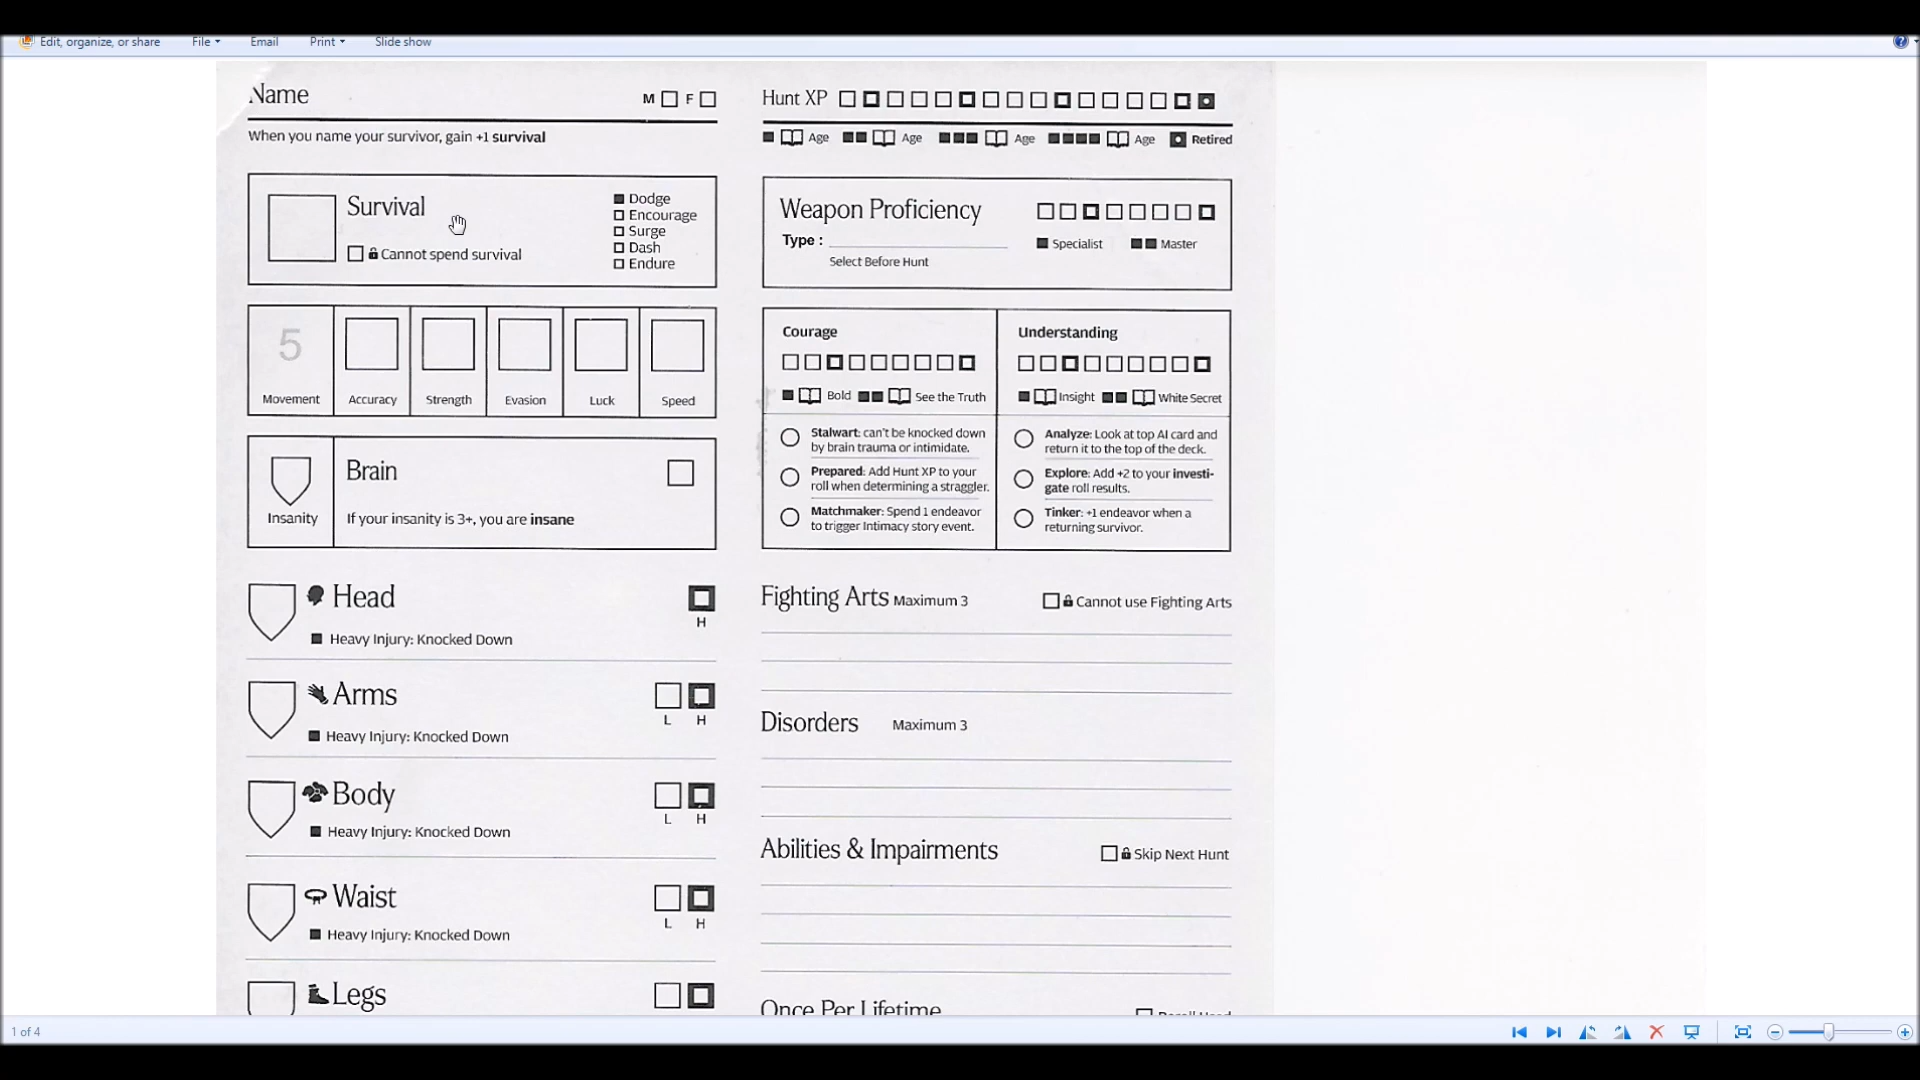 Edit, organize, or share File Email Print Slide show
Name M F
When you name your survivor, gain +1 survival
Survival
Cannot spend survival
Dodge
Encourage
Surge
Dash
Endure
5
Movement Accuracy Strength Evasion Luck Speed
Insanity
Brain
If your insanity is 3+, you are insane
Head
H
Heavy Injury: Knocked Down
Arms
L H
Heavy Injury: Knocked Down
Body
L H
Heavy Injury: Knocked Down
Waist
L H
Heavy Injury: Knocked Down
Legs
Hunt XP
Age Age Age Age Retired
Weapon Proficiency
Type :
Select Before Hunt
Specialist Master
Courage
Bold See the Truth
Stalwart: can't be knocked down
by brain trauma or intimidate.
Prepared: Add Hunt XP to your
roll when determining a straggler.
Matchmaker: Spend 1 endeavor
to trigger Intimacy story event.
Understanding
Insight White Secret
Analyze: Look at top AI card and
return it to the top of the deck.
Explore: Add +2 to your investi-
gate roll results.
Tinker: +1 endeavor when a
returning survivor.
Fighting Arts Maximum 3 Cannot use Fighting Arts
Disorders Maximum 3
Abilities & Impairments Skip Next Hunt
Once Per Lifetime
1 of 4